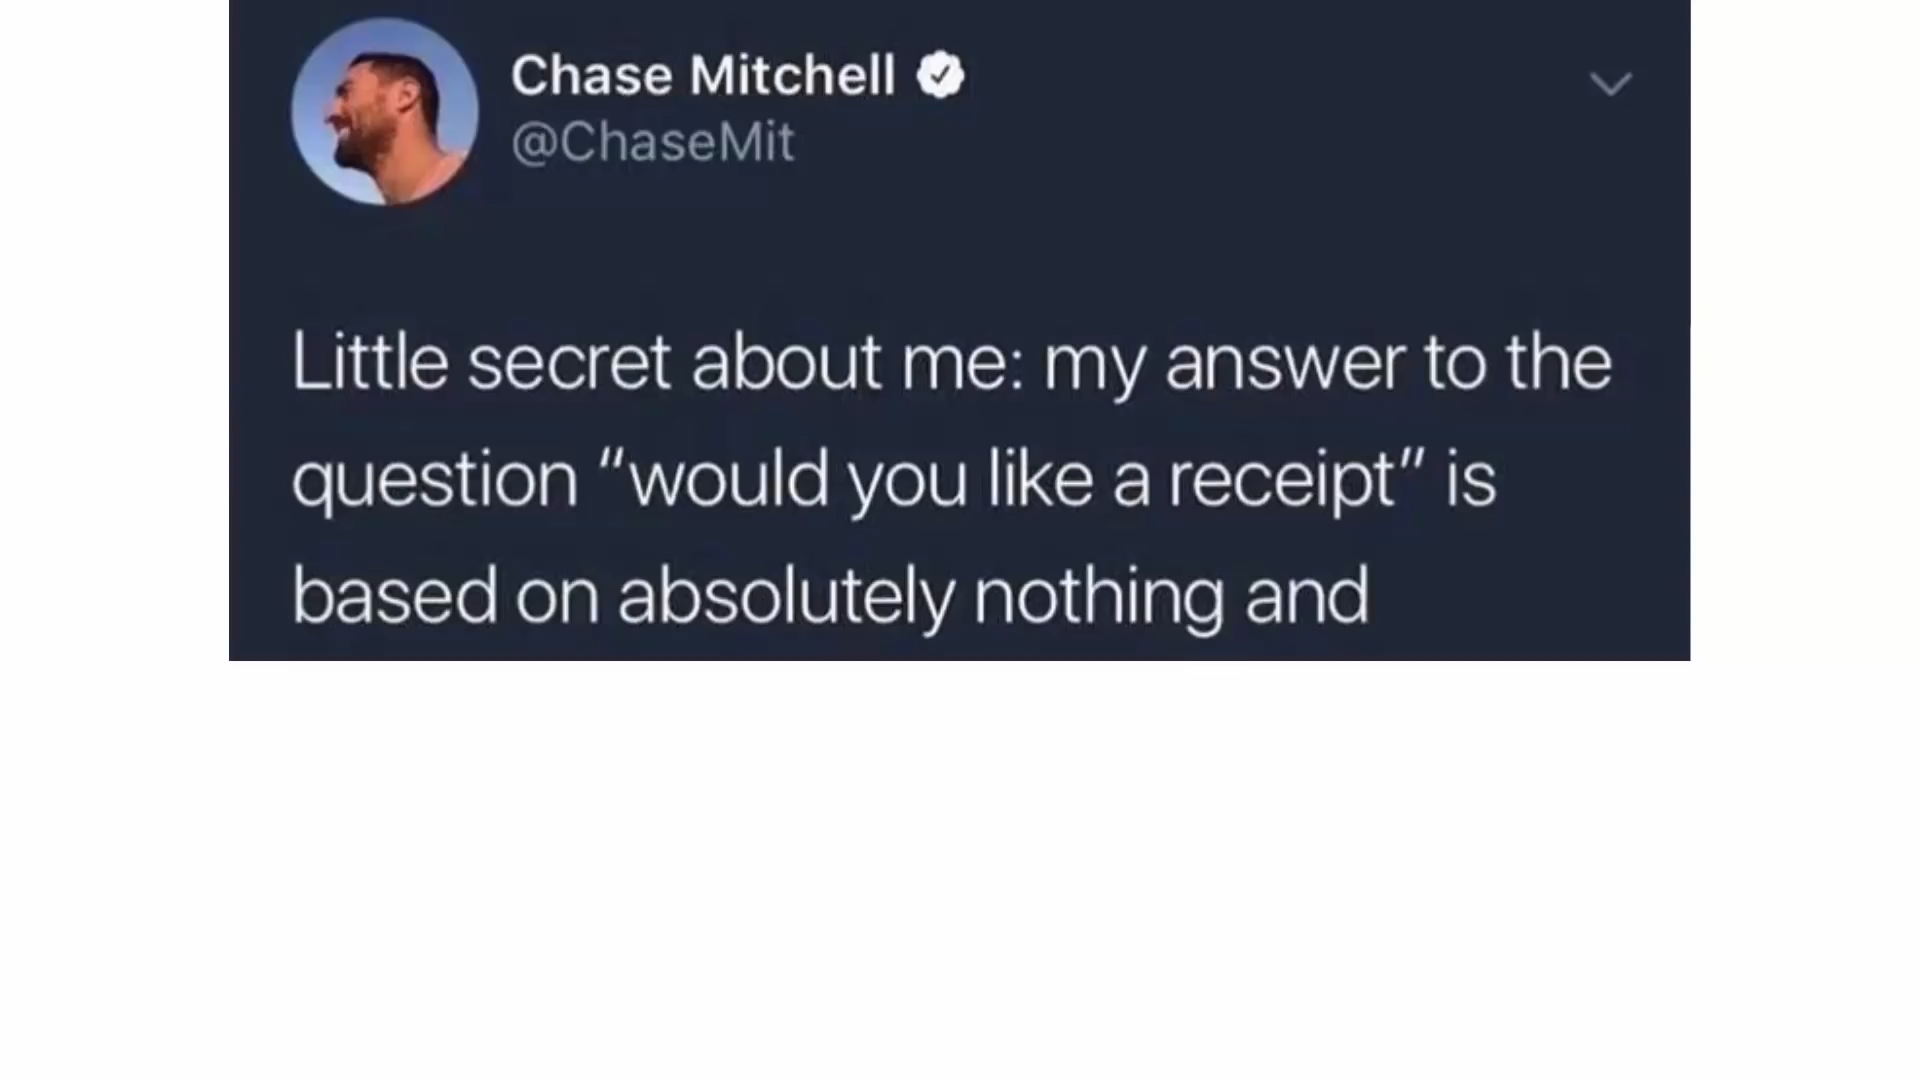 Chase Mitchell
@ChaseMit
Little secret about me: my answer to the
question “would you like a receipt” is
based on absolutely nothing and